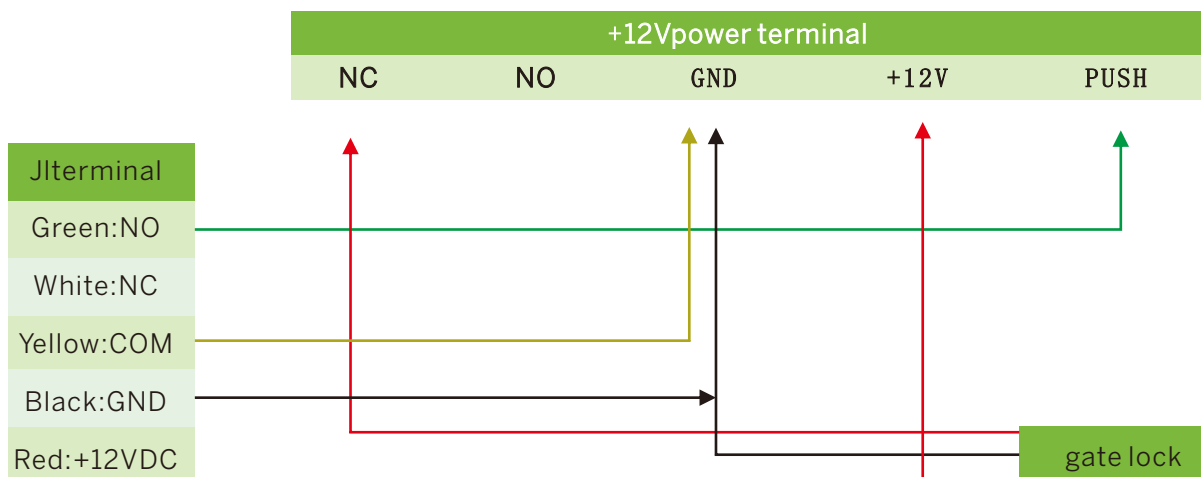 +12Vpower terminal
NC NO GND +12V PUSH
JIterminal
Green:NO
White:NC
Yellow:COM
Black:GND
Red:+12VDC
gate lock